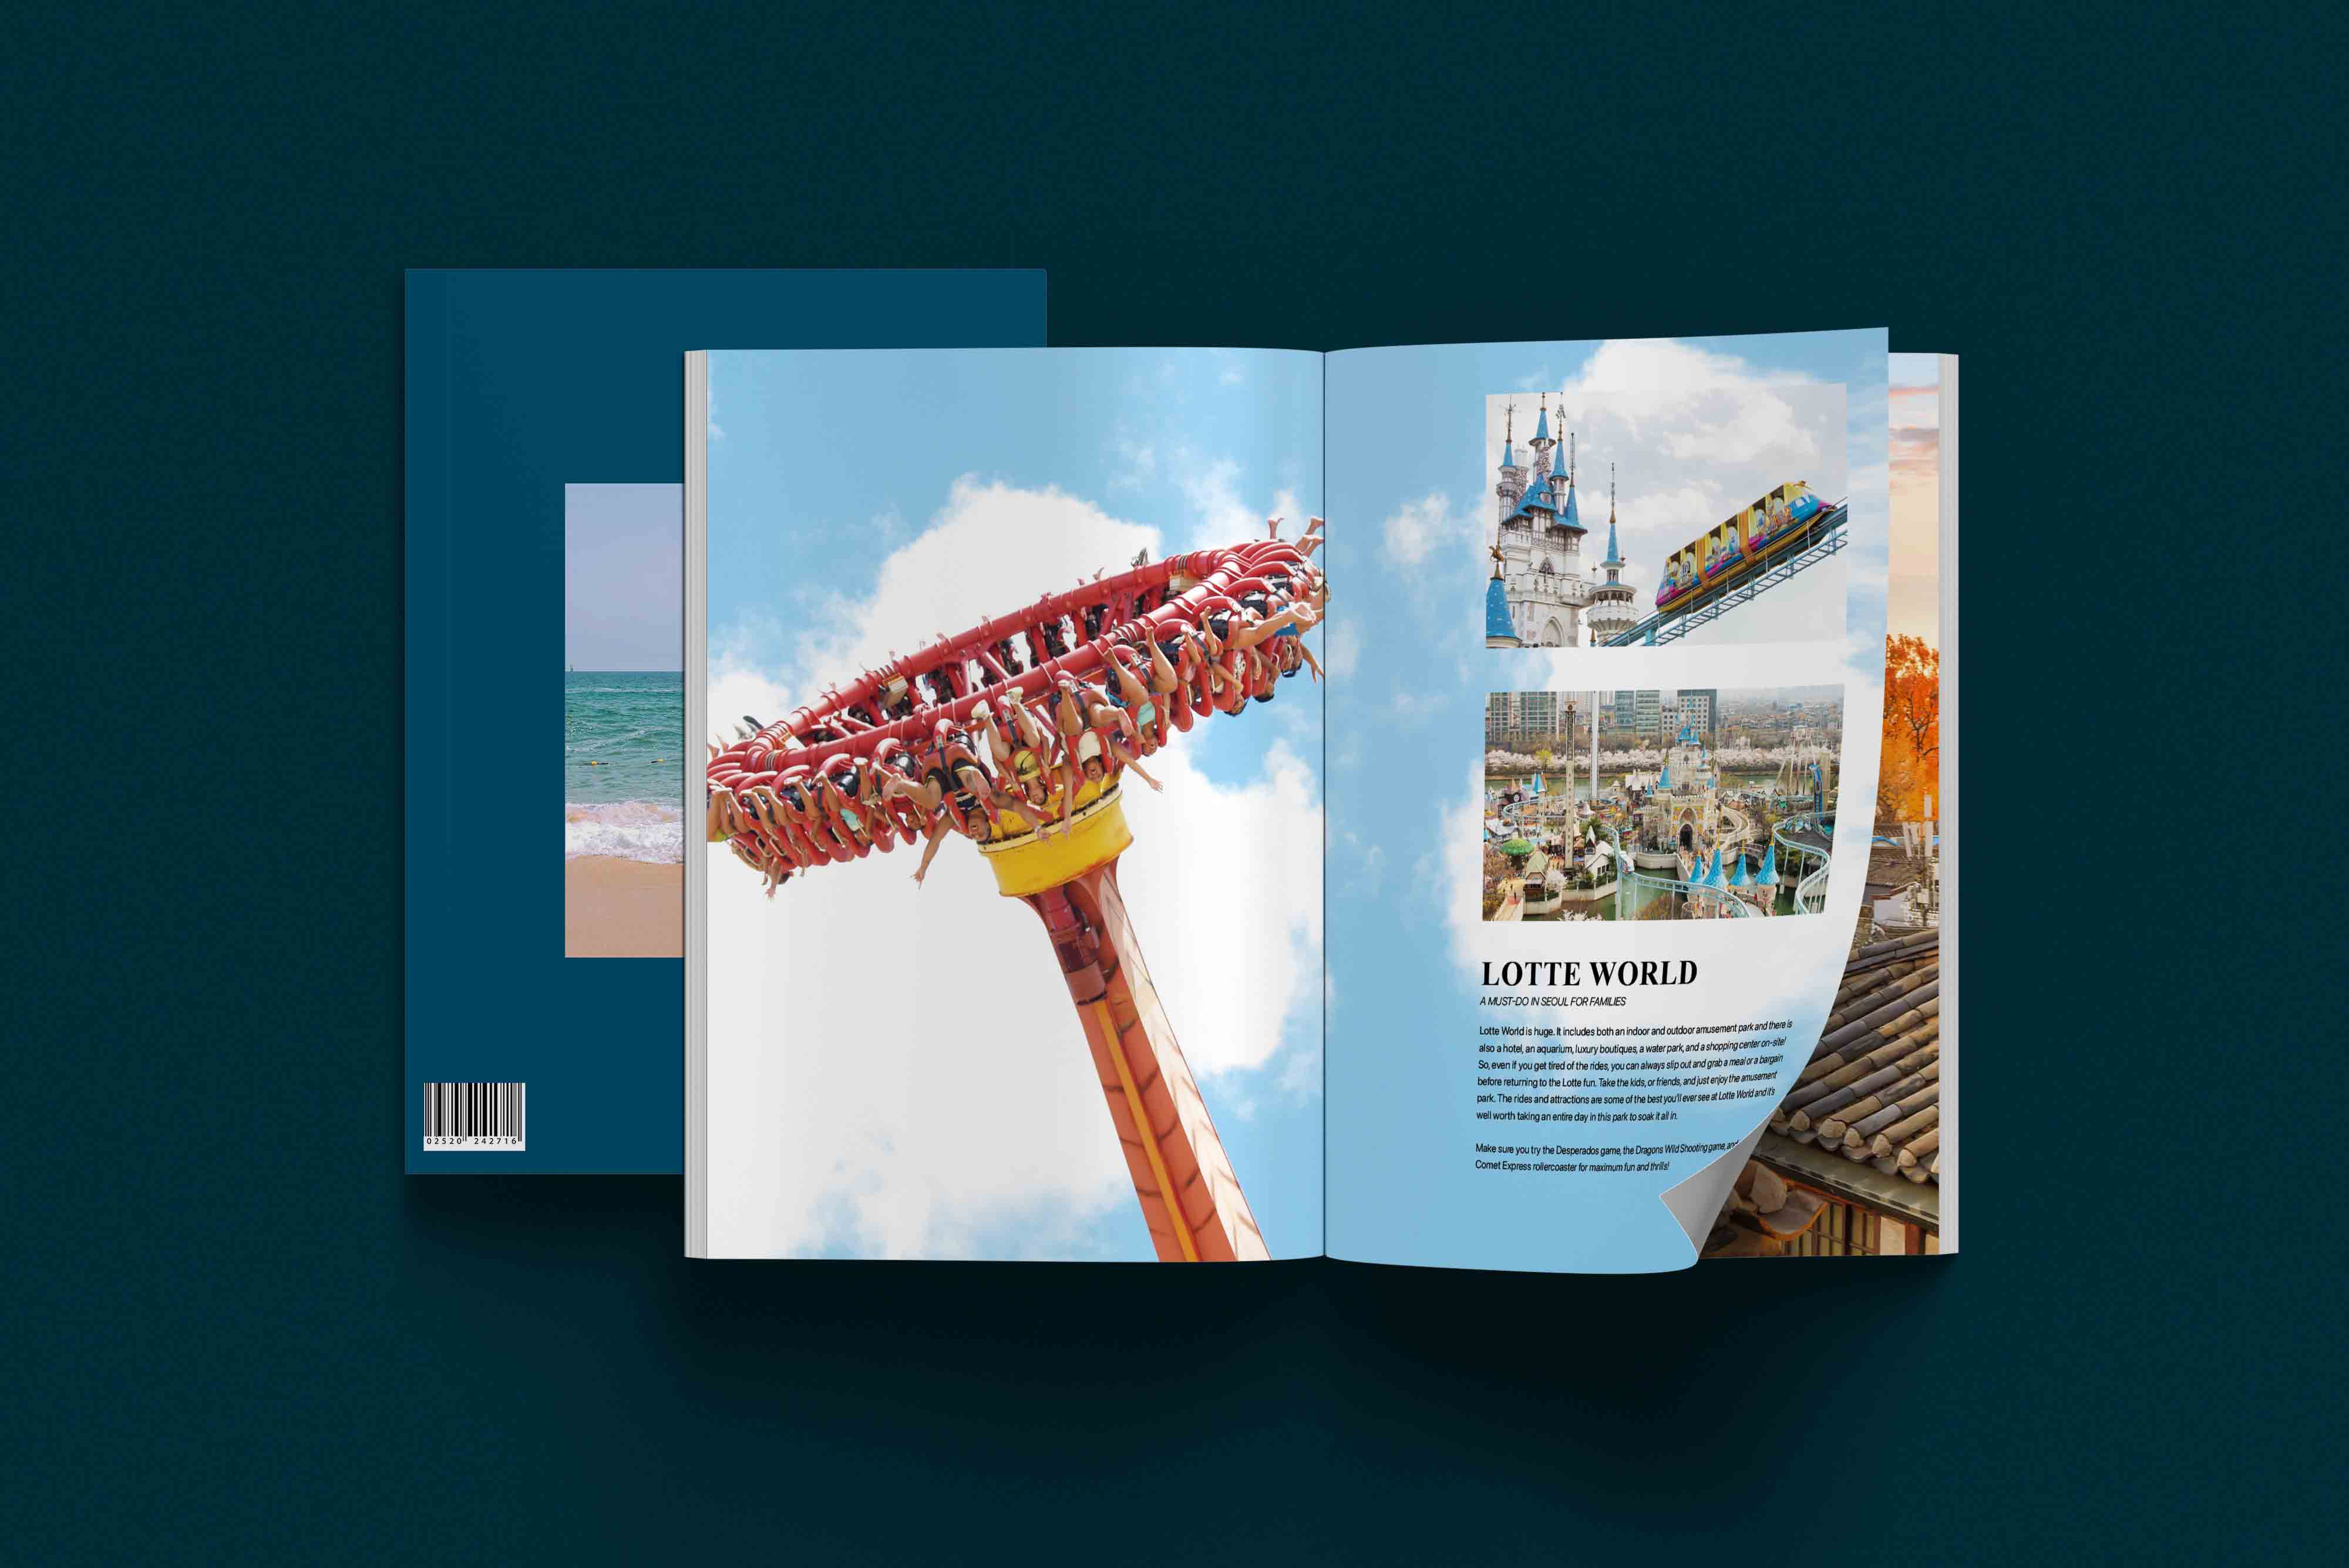 LOTTE WORLD
A MUST-DO IN SEOUL FOR FAMILIES
Lotte World is huge. It includes both an indoor and outdoor amusement park and there is
also a hotel, an aquarium, luxury boutiques, a water park, and a shopping center on-site!
So, even if you get tired of the rides, you can always slip out and grab a meal or a bargain
before returning to the Lotte fun. Take the kids, or friends, and just enjoy the amusement
park. The rides and attractions are some of the best you'll ever see at Lotte World and it's
well worth taking an entire day in this park to soak it all in.
Make sure you try the Desperados game, the Dragons Wild Shooting game, and
Comet Express rollercoaster for maximum fun and thrills!
02520 242716